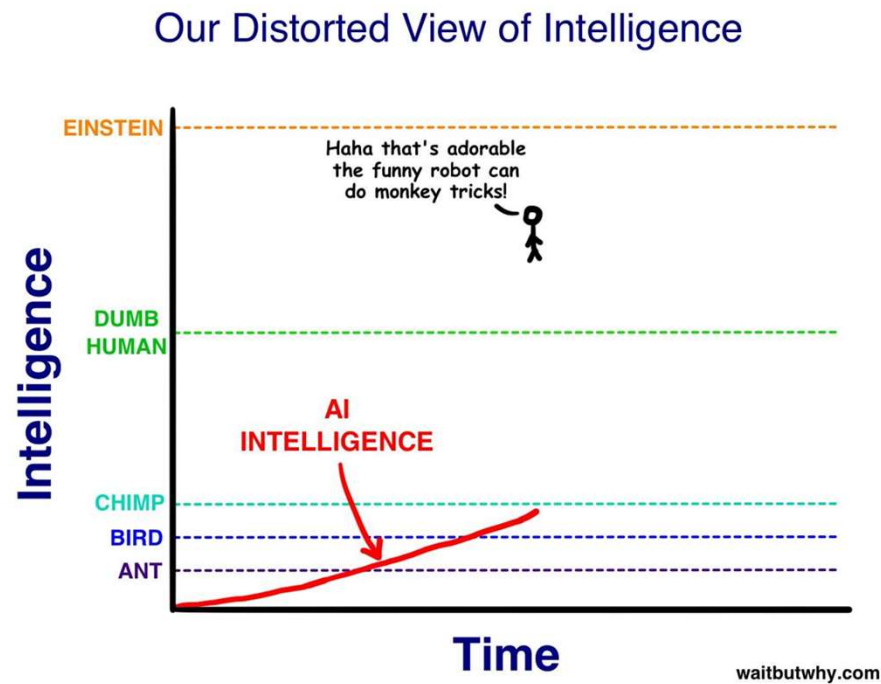 Our Distorted View of Intelligence
EINSTEIN
Haha that's adorable
the funny robot can
do monkey tricks!
DUMB
HUMAN
Intelligence
AI
INTELLIGENCE
CHIMP
BIRD
ANT
Time
waitbutwhy.com